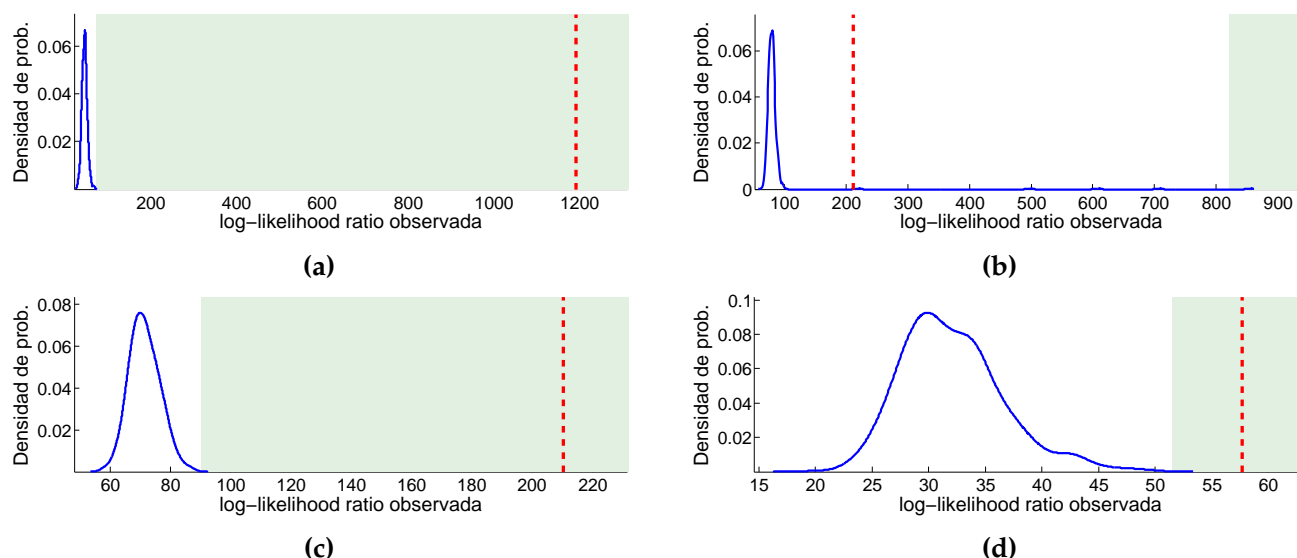 Densidad de prob.
0.06
0.04
0.02
200 400 600 800 1000 1200
log−likelihood ratio observada
(a)
Densidad de prob.
0.06
0.04
0.02
0
100 200 300 400 500 600 700 800 900
log−likelihood ratio observada
(b)
Densidad de prob.
0.08
0.06
0.04
0.02
60 80 100 120 140 160 180 200 220
log−likelihood ratio observada
(c)
Densidad de prob.
0.1
0.08
0.06
0.04
0.02
15 20 25 30 35 40 45 50 55 60
log−likelihood ratio observada
(d)